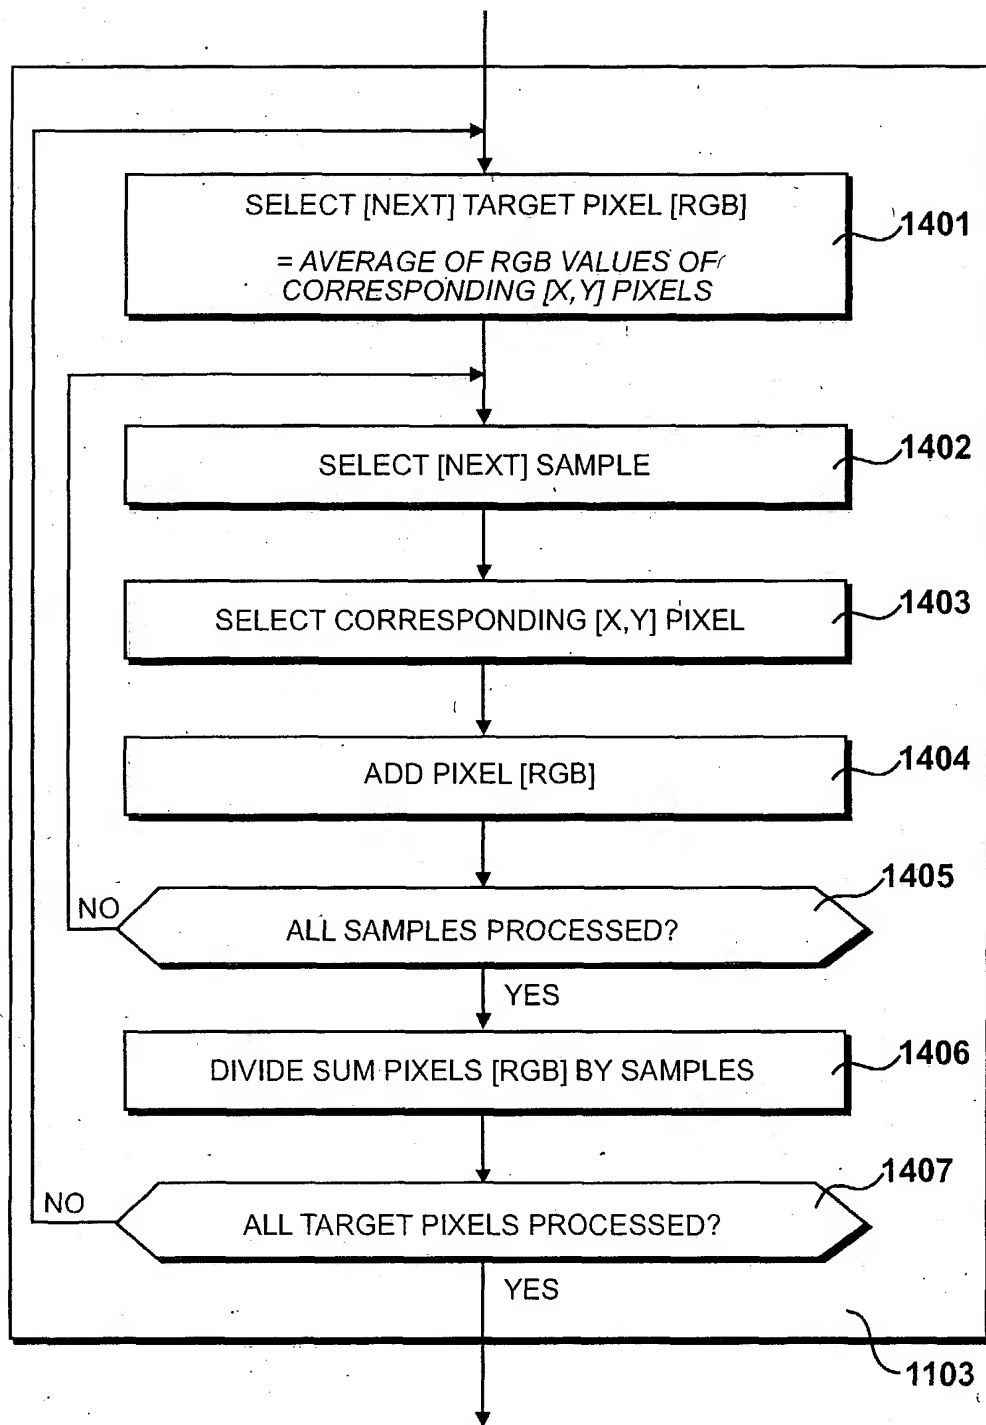 SELECT [NEXT] TARGET PIXEL [RGB]
= AVERAGE OF RGB VALUES OF
CORRESPONDING [X,Y] PIXELS
1401
SELECT [NEXT] SAMPLE
1402
SELECT CORRESPONDING [X,Y] PIXEL
1403
ADD PIXEL [RGB]
1404
1405
NO
ALL SAMPLES PROCESSED?
YES
DIVIDE SUM PIXELS [RGB] BY SAMPLES
1406
1407
NO
ALL TARGET PIXELS PROCESSED?
YES
1103